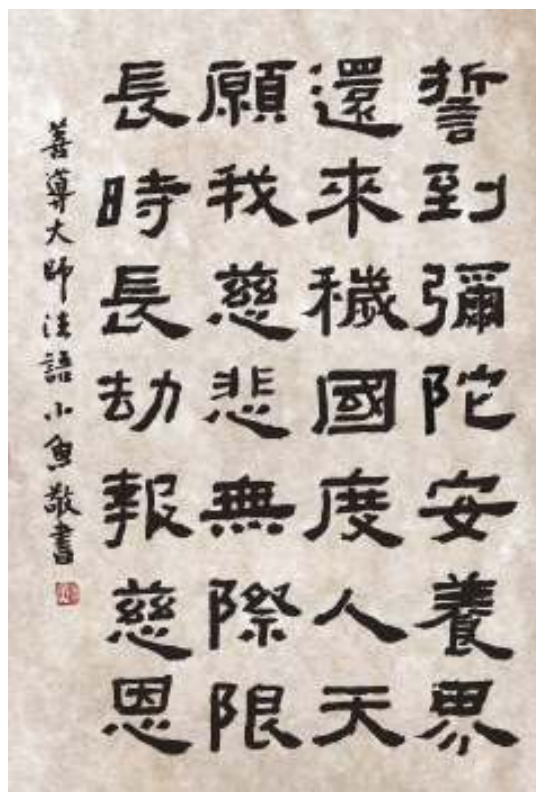 誓到彌陀安養界
還來穢國度人天
願我慈悲無際限
長時長劫報慈恩
善導大師法語小魚敬書